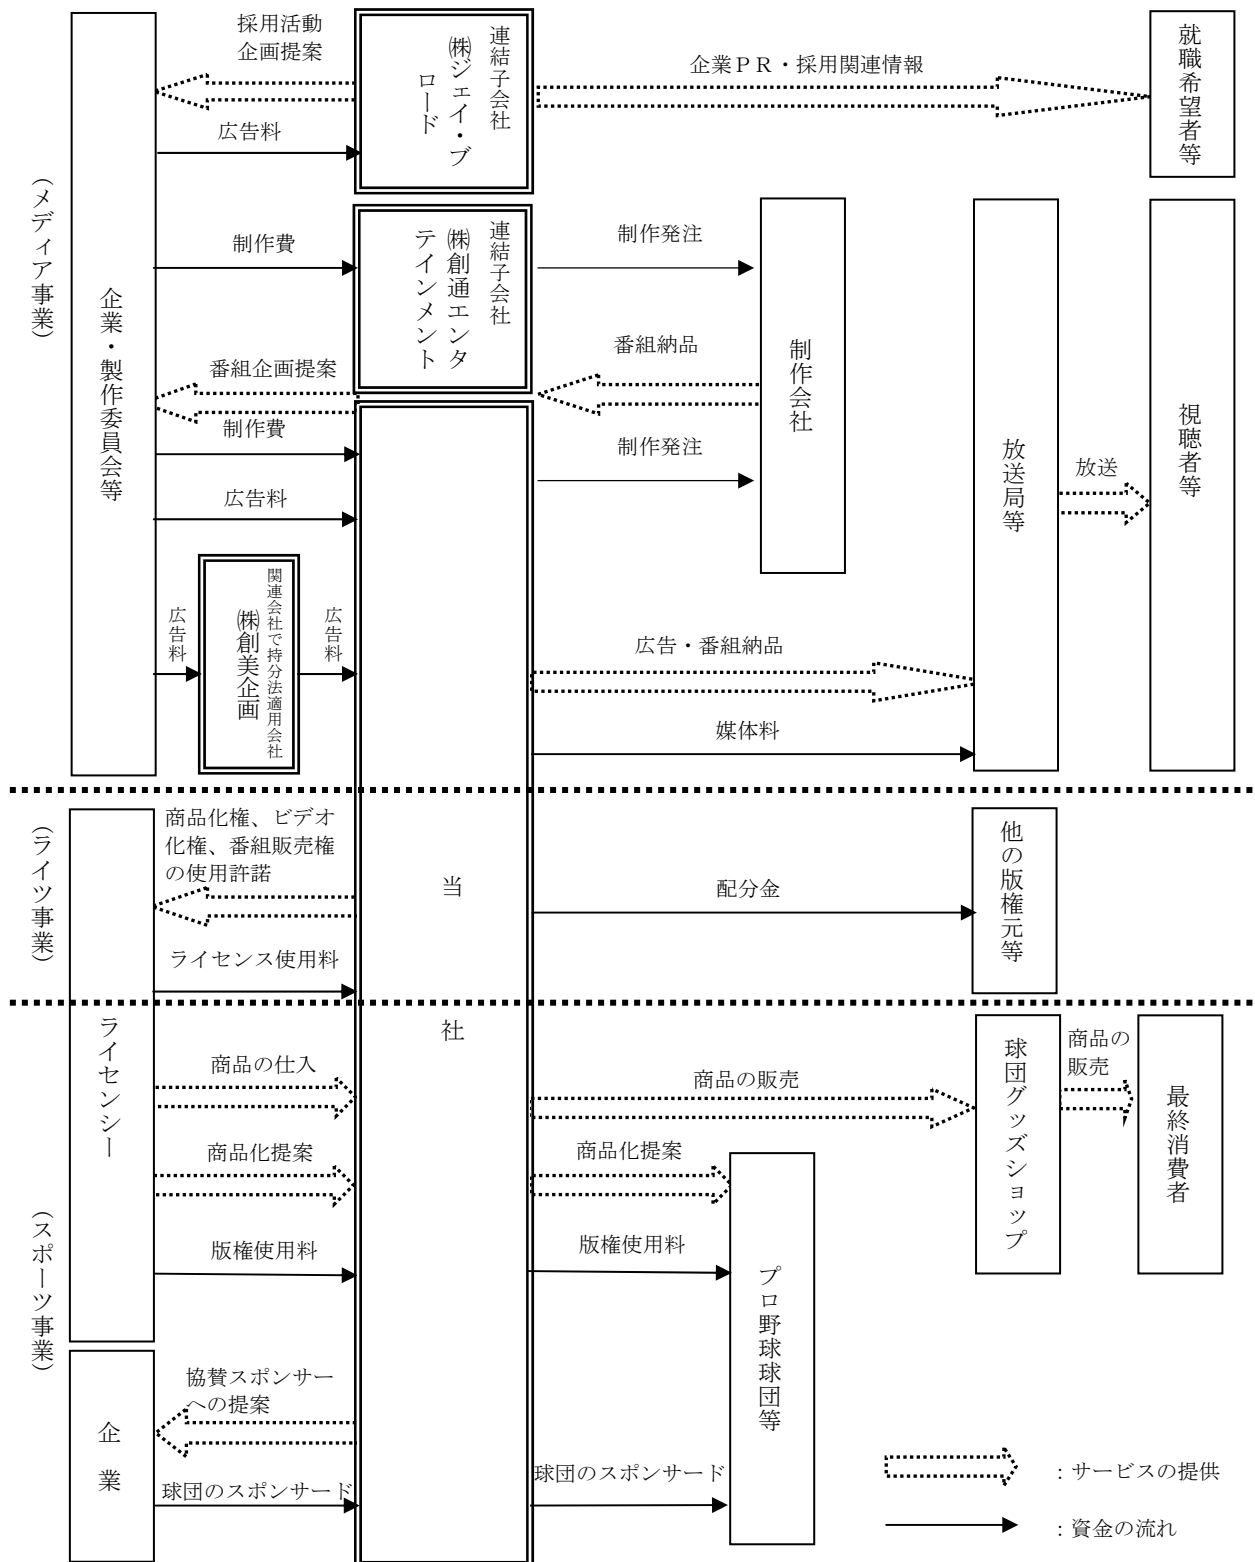 (メディア事業)
企業・製作委員会等
採用活動
企画提案
広告料
連結子会社
㈱ジェイ・ブ
ロード
企業ＰＲ・採用関連情報
就職希望者等
制作費
連結子会社
㈱創通エンタ
テインメント
制作発注
番組納品
制作会社
番組企画提案
制作費
制作発注
広告料
放送局等
放送
視聴者等
広告料
関連会社で持分法適用会社
㈱創美企画
広告料
広告・番組納品
媒体料
(ライツ事業)
商品化権、ビデオ
化権、番組販売権
の使用許諾
ライセンス使用料
当
社
配分金
他の版権元等
(スポーツ事業)
ライセンシー
商品の仕入
商品の販売
球団グッズショップ
商品の
販売
最終消費者
商品化提案
商品化提案
版権使用料
版権使用料
プロ野球球団等
企
業
協賛スポンサー
への提案
球団のスポンサード
球団のスポンサード
：サービスの提供
：資金の流れ